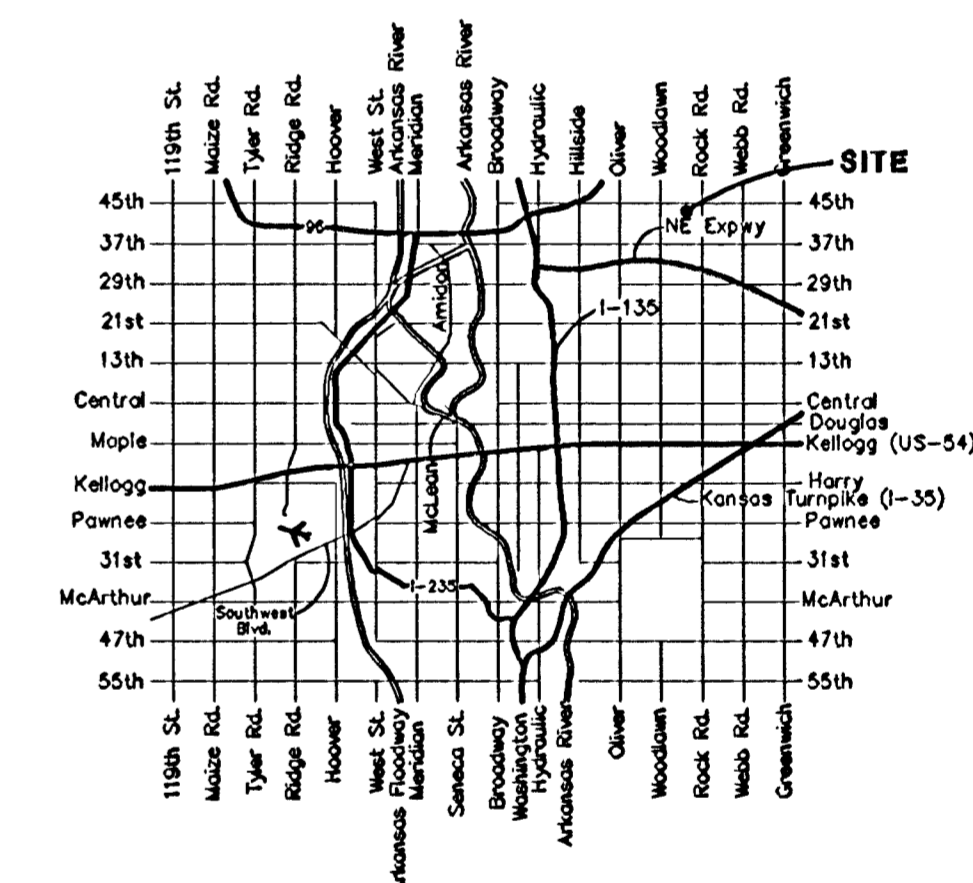 119th St.
Maize Rd.
Tyler Rd.
Ridge Rd.
Hoover
West St.
Arkansas River
Meridian
Arkansas River
Broadway
Hydraulic
Hillside
Oliver
Woodlawn
Rock Rd.
Webb Rd.
Greenwich
SITE
45th
45th
96
NE Expwy
37th
37th
29th
29th
Amidon
I-135
21st
21st
13th
13th
Central
Central
Douglas
Maple
Kellogg (US-54)
McLean
Kellogg
Harry
Kansas Turnpike (I-35)
Pawnee
Pawnee
31st
31st
I-235
McArthur
McArthur
Southwest
Blvd.
47th
47th
55th
55th
119th St.
Maize Rd.
Tyler Rd.
Ridge Rd.
Hoover
West St.
rkansas Floodway
Meridian
Seneca St.
Broadway
Washington
Hydraulic
Arkansas River
Oliver
Woodlawn
Rock Rd.
Webb Rd.
Greenwich